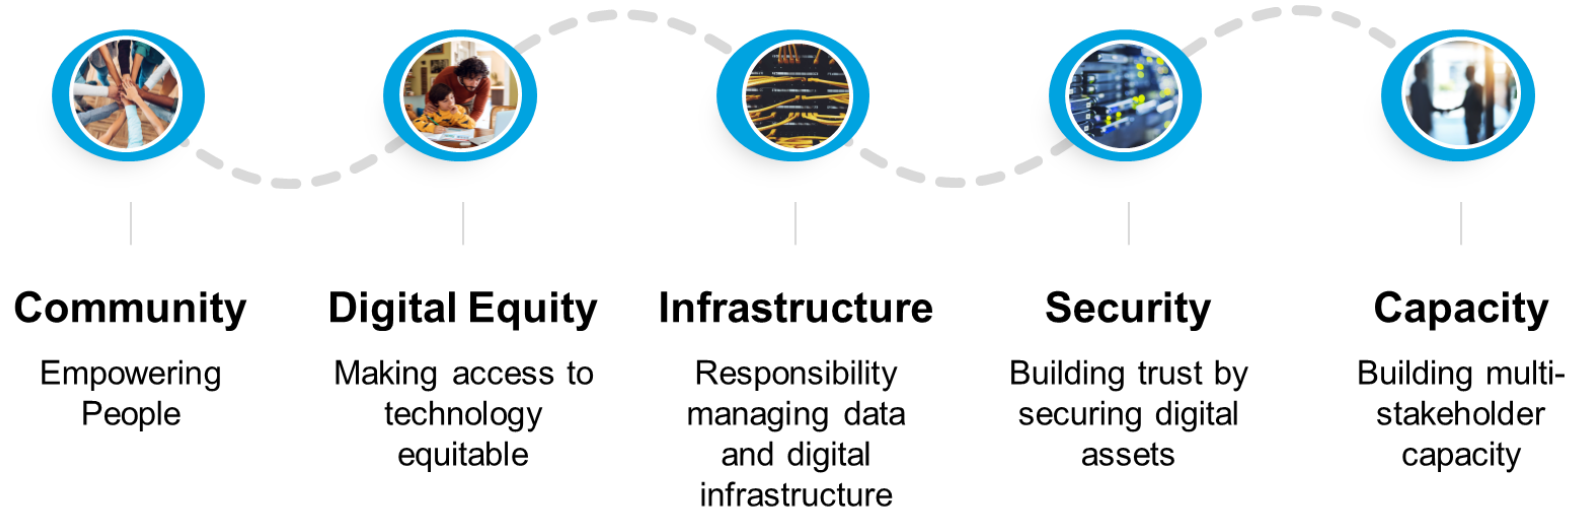 Community
Empowering
People
Digital Equity
Making access to
technology
equitable
Infrastructure
Responsibility
managing data
and digital
infrastructure
Security
Building trust by
securing digital
assets
Capacity
Building multi-
stakeholder
capacity